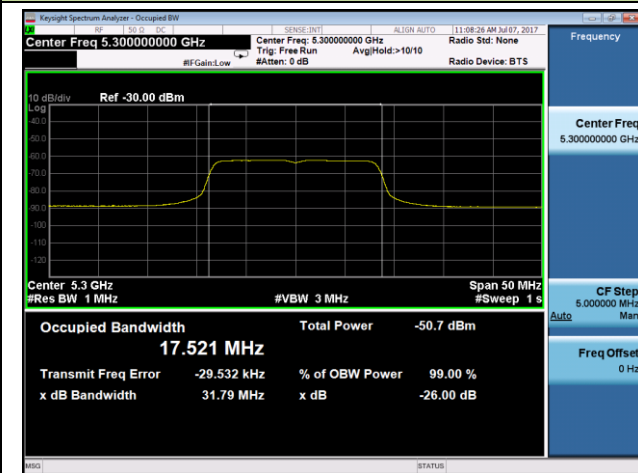 Keysight Spectrum Analyzer - Occupied BW
RF 50 Ω DC SENSE:INT ALIGN AUTO 11:08:26 AM Jul 07, 2017
Center Freq 5.300000000 GHz
Center Freq: 5.300000000 GHz
Radio Std: None
Trig: Free Run Avg|Hold:>10/10
#IFGain:Low #Atten: 0 dB Radio Device: BTS
Frequency
10 dB/div Ref -30.00 dBm
Log
-40.0
-50.0
-60.0
-70.0
-80.0
-90.0
-100
-110
-120
Center 5.3 GHz Span 50 MHz
#Res BW 1 MHz #VBW 3 MHz #Sweep 1 s
Center Freq
5.300000000 GHz
CF Step
5.000000 MHz
Auto Man
Freq Offset
0 Hz
Occupied Bandwidth Total Power -50.7 dBm
17.521 MHz
Transmit Freq Error -29.532 kHz % of OBW Power 99.00 %
x dB Bandwidth 31.79 MHz x dB -26.00 dB
MSG STATUS